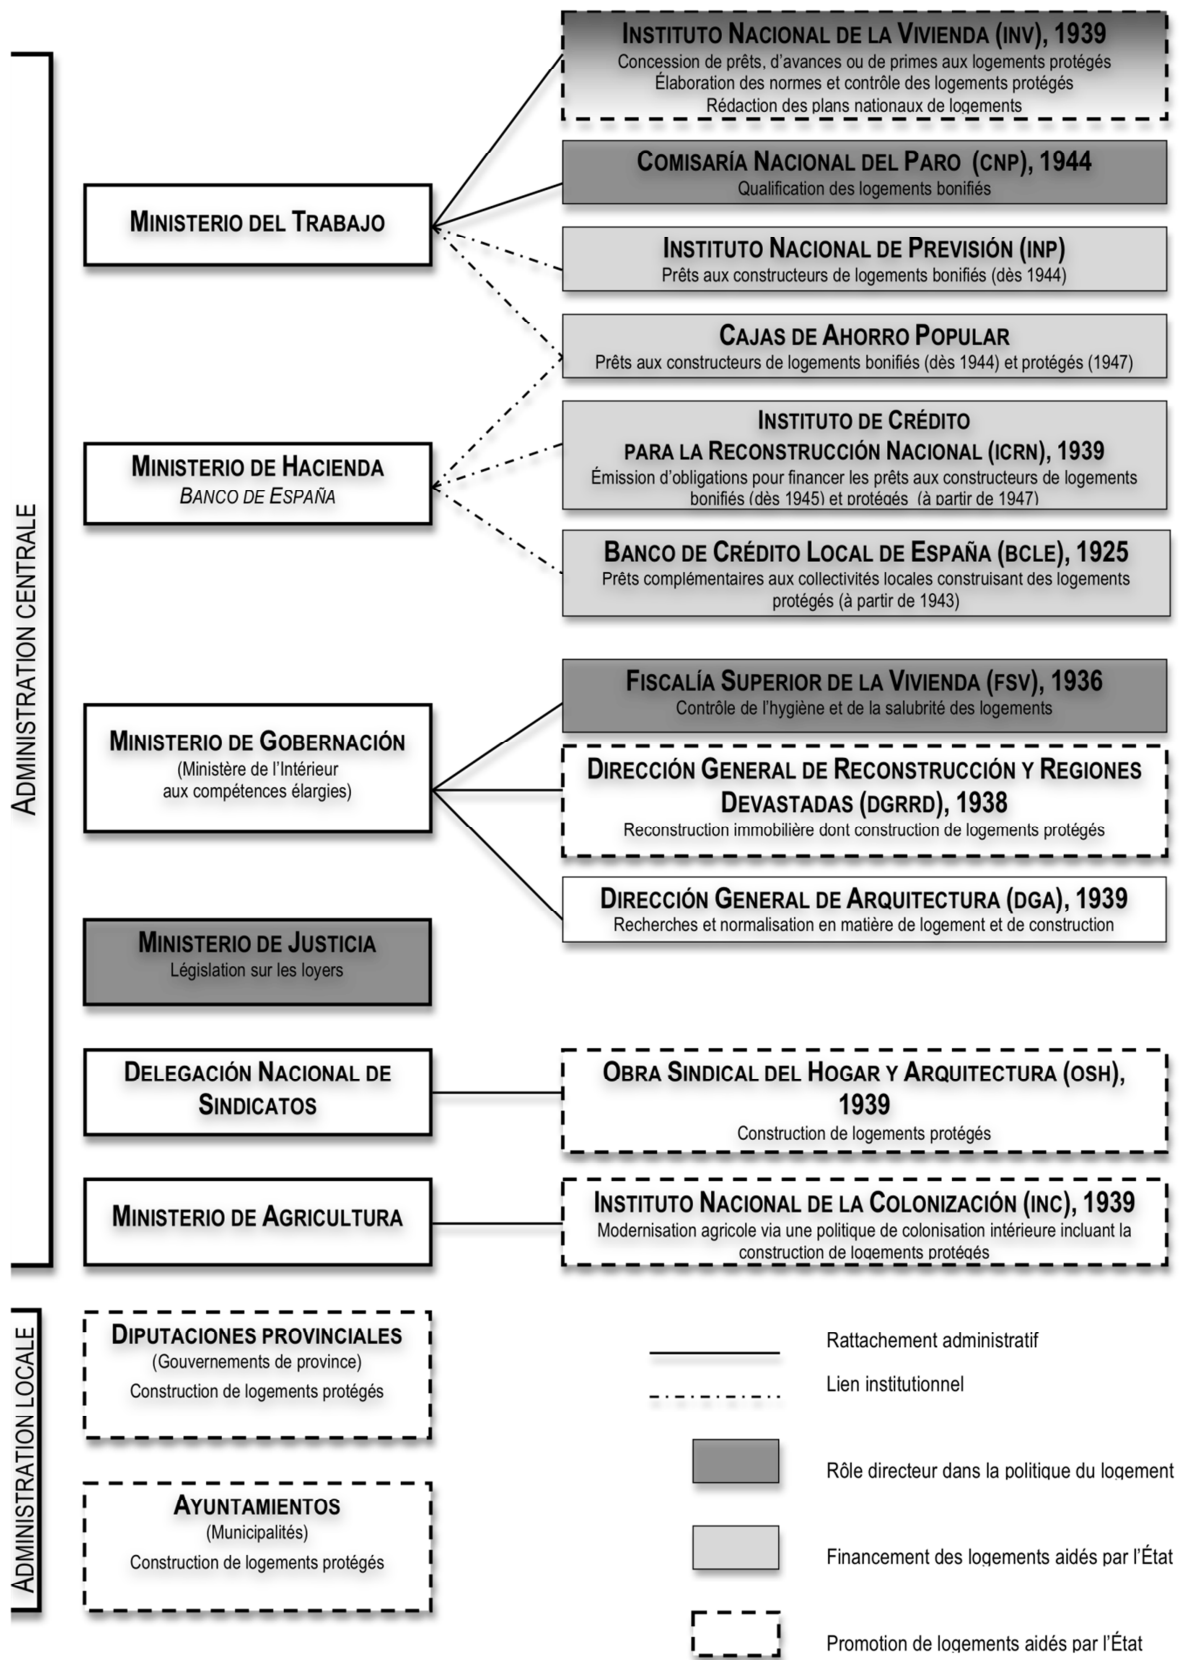 ADMINISTRATION CENTRALE
MINISTERIO DEL TRABAJO
INSTITUTO NACIONAL DE LA VIVIENDA (INV), 1939
Concession de prêts, d'avances ou de primes aux logements protégés
Élaboration des normes et contrôle des logements protégés
Rédaction des plans nationaux de logements
COMISARÍA NACIONAL DEL PARO (CNP), 1944
Qualification des logements bonifiés
INSTITUTO NACIONAL DE PREVISIÓN (INP)
Prêts aux constructeurs de logements bonifiés (dès 1944)
CAJAS DE AHORRO POPULAR
Prêts aux constructeurs de logements bonifiés (dès 1944) et protégés (1947)
MINISTERIO DE HACIENDA
BANCO DE ESPAÑA
INSTITUTO DE CRÉDITO
PARA LA RECONSTRUCCIÓN NACIONAL (ICRN), 1939
Émission d'obligations pour financer les prêts aux constructeurs de logements
bonifiés (dès 1945) et protégés (à partir de 1947)
BANCO DE CRÉDITO LOCAL DE ESPAÑA (BCLE), 1925
Prêts complémentaires aux collectivités locales construisant des logements
protégés (à partir de 1943)
MINISTERIO DE GOBERNACIÓN
(Ministère de l'Intérieur
aux compétences élargies)
FISCALÍA SUPERIOR DE LA VIVIENDA (FSV), 1936
Contrôle de l'hygiène et de la salubrité des logements
DIRECCIÓN GENERAL DE RECONSTRUCCIÓN Y REGIONES
DEVASTADAS (DGRRD), 1938
Reconstruction immobilière dont construction de logements protégés
DIRECCIÓN GENERAL DE ARQUITECTURA (DGA), 1939
Recherches et normalisation en matière de logement et de construction
MINISTERIO DE JUSTICIA
Législation sur les loyers
DELEGACIÓN NACIONAL DE
SINDICATOS
OBRA SINDICAL DEL HOGAR Y ARQUITECTURA (OSH),
1939
Construction de logements protégés
MINISTERIO DE AGRICULTURA
INSTITUTO NACIONAL DE LA COLONIZACIÓN (INC), 1939
Modernisation agricole via une politique de colonisation intérieure incluant la
construction de logements protégés
ADMINISTRATION LOCALE
DIPUTACIONES PROVINCIALES
(Gouvernements de province)
Construction de logements protégés
AYUNTAMIENTOS
(Municipalités)
Construction de logements protégés
Rattachement administratif
Lien institutionnel
Rôle directeur dans la politique du logement
Financement des logements aidés par l'État
Promotion de logements aidés par l'État